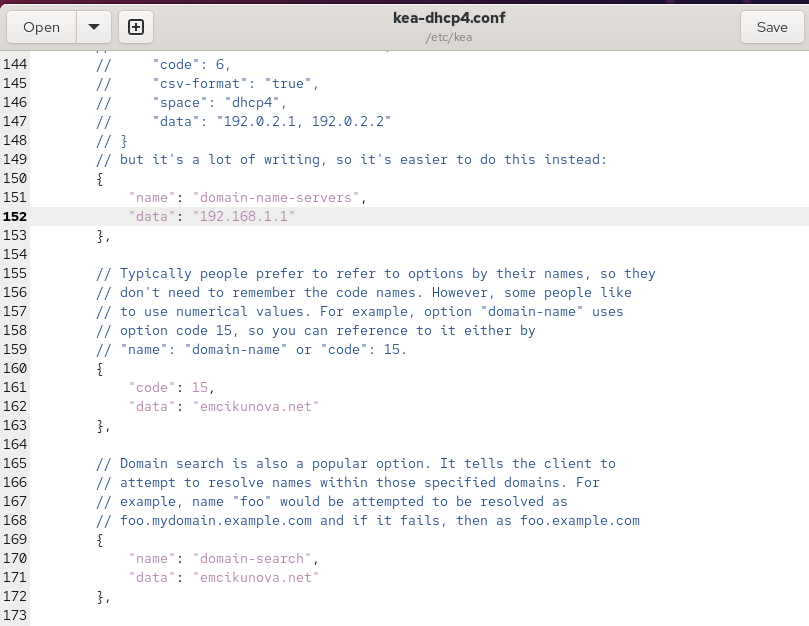 Open
kea-dhcp4.conf
/etc/kea
Save
144 //     "code": 6,
145 //     "csv-format": "true",
146 //     "space": "dhcp4",
147 //     "data": "192.0.2.1, 192.0.2.2"
148 // }
149 // but it's a lot of writing, so it's easier to do this instead:
150 {
151     "name": "domain-name-servers",
152     "data": "192.168.1.1"
153 },
154
155 // Typically people prefer to refer to options by their names, so they
156 // don't need to remember the code names. However, some people like
157 // to use numerical values. For example, option "domain-name" uses
158 // option code 15, so you can reference to it either by
159 // "name": "domain-name" or "code": 15.
160 {
161     "code": 15,
162     "data": "emcikunova.net"
163 },
164
165 // Domain search is also a popular option. It tells the client to
166 // attempt to resolve names within those specified domains. For
167 // example, name "foo" would be attempted to be resolved as
168 // foo.mydomain.example.com and if it fails, then as foo.example.com
169 {
170     "name": "domain-search",
171     "data": "emcikunova.net"
172 },
173